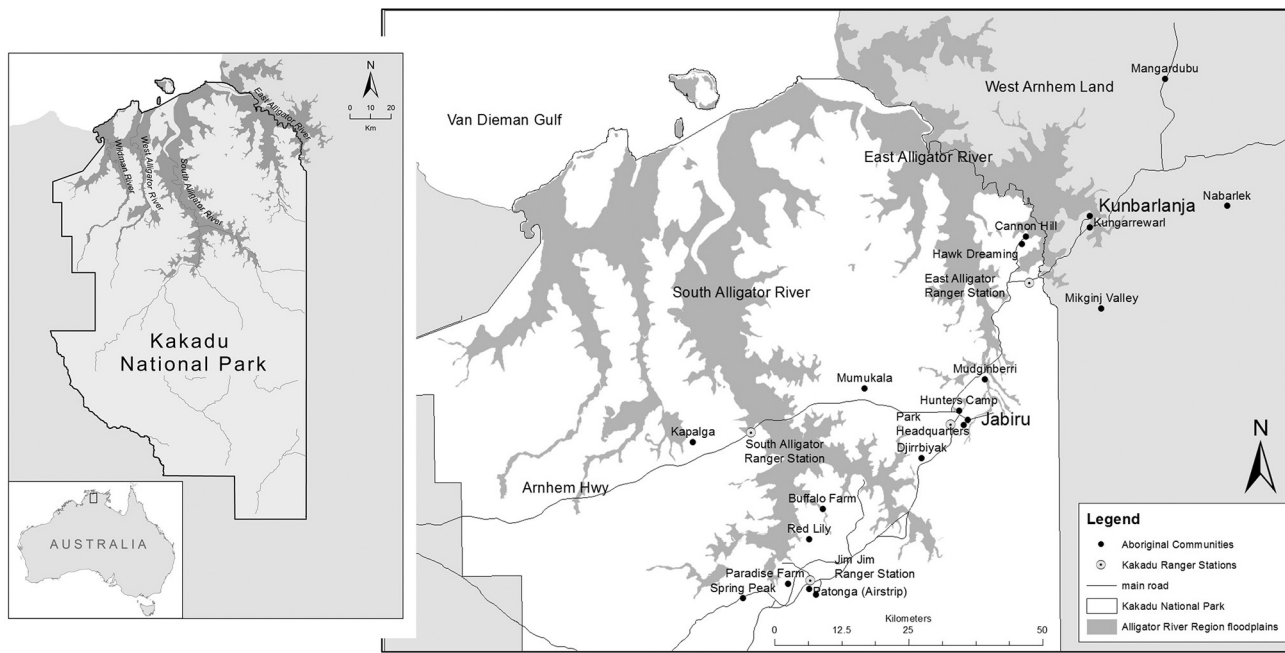 N
0 10 20
Km
East Alligator River
Wildman River
West Alligator River
South Alligator River
Kakadu
National Park
AUSTRALIA
Van Dieman Gulf
West Arnhem Land
Mangardubu
East Alligator River
Kunbarlanja
Nabarlek
Kungarrewarl
Cannon Hill
Hawk Dreaming
East Alligator
Ranger Station
Mikginj Valley
South Alligator River
Mudginberri
Mumukala
Hunters Camp
Park
Headquarters
Jabiru
Kapalga
South Alligator
Ranger Station
Djirrbiyak
Arnhem Hwy
Buffalo Farm
Red Lily
Jim Jim
Ranger Station
Paradise Farm
Spring Peak
Patonga (Airstrip)
Kilometers
0 12.5 25 50
N
Legend
Aboriginal Communities
Kakadu Ranger Stations
main road
Kakadu National Park
Alligator River Region floodplains